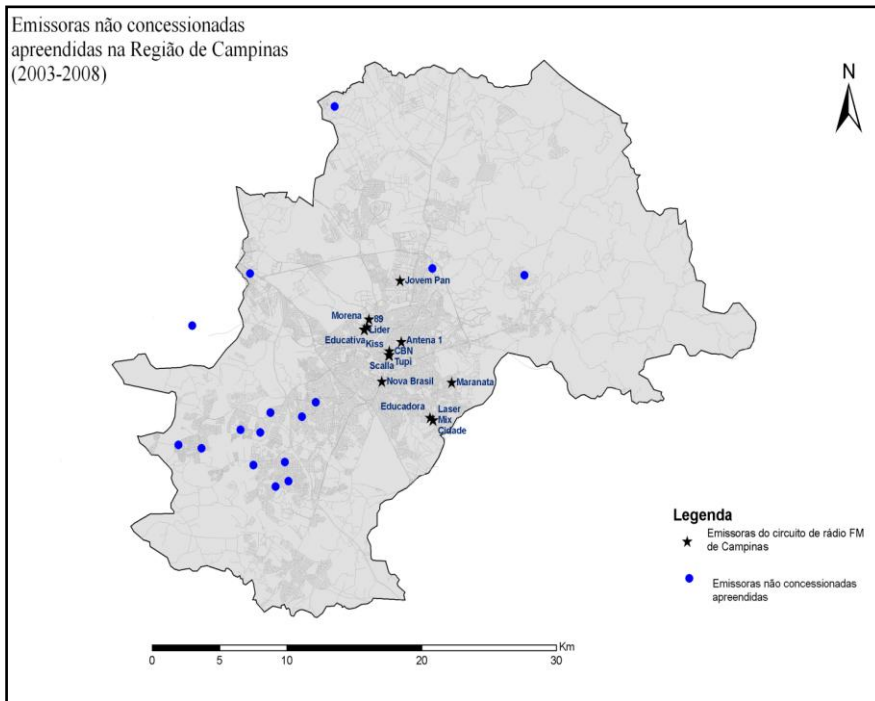 Emissoras não concessionadas
apreendidas na Região de Campinas
(2003-2008)
N
Jovem Pan
Morena
89
Lider
Educativa
Kiss
Antena 1
CBN
Tupi
Scalla
Nova Brasil
Maranata
Educadora
Laser
Mix
Cidade
Legenda
Emissoras do circuito de rádio FM
de Campinas
Emissoras não concessionadas
apreendidas
Km
0 5 10 20 30